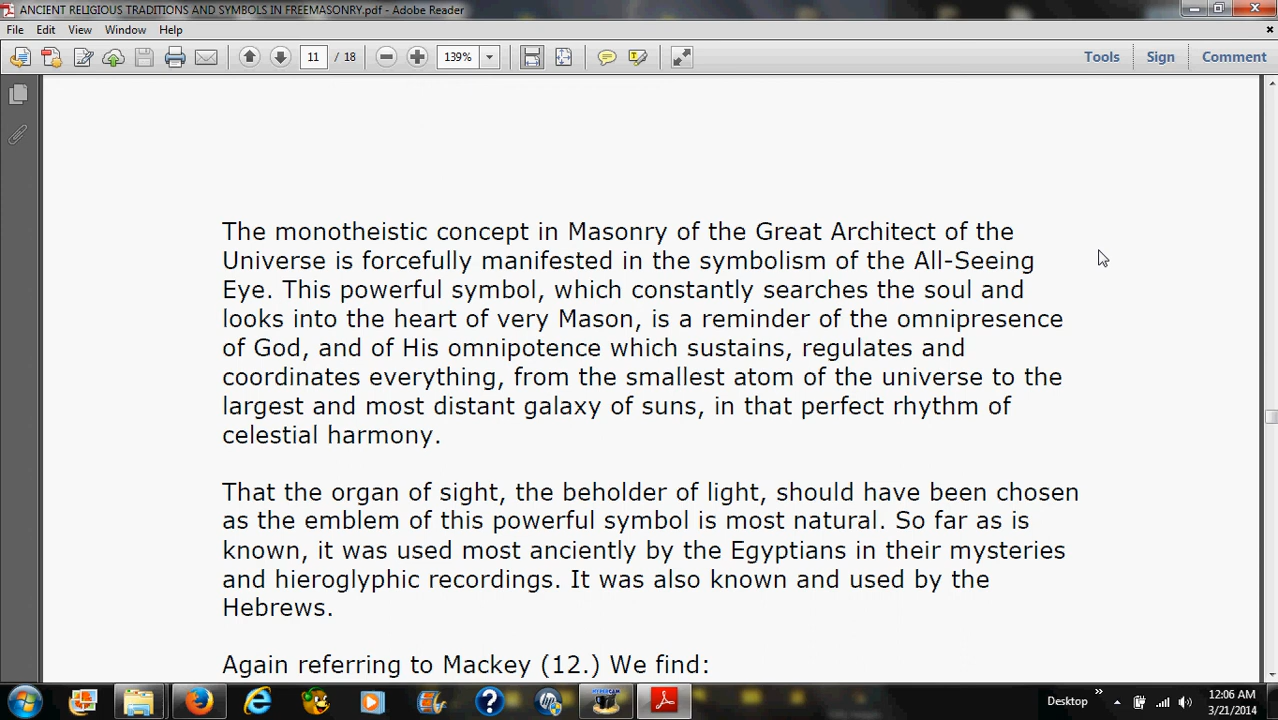 ANCIENT RELIGIOUS TRADITIONS AND SYMBOLS IN FREEMASONRY.pdf - Adobe Reader
File Edit View Window Help
11 / 18 139% Tools Sign Comment
The monotheistic concept in Masonry of the Great Architect of the
Universe is forcefully manifested in the symbolism of the All-Seeing
Eye. This powerful symbol, which constantly searches the soul and
looks into the heart of very Mason, is a reminder of the omnipresence
of God, and of His omnipotence which sustains, regulates and
coordinates everything, from the smallest atom of the universe to the
largest and most distant galaxy of suns, in that perfect rhythm of
celestial harmony.
That the organ of sight, the beholder of light, should have been chosen
as the emblem of this powerful symbol is most natural. So far as is
known, it was used most anciently by the Egyptians in their mysteries
and hieroglyphic recordings. It was also known and used by the
Hebrews.
Again referring to Mackey (12.) We find:
Desktop » 12:06 AM
3/21/2014